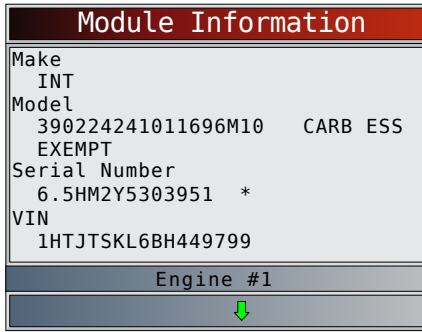 Module Information
Make
INT
Model
390224241011696M10 CARB ESS
EXEMPT
Serial Number
6.5HM2Y5303951 *
VIN
1HTJTSKL6BH449799
Engine #1